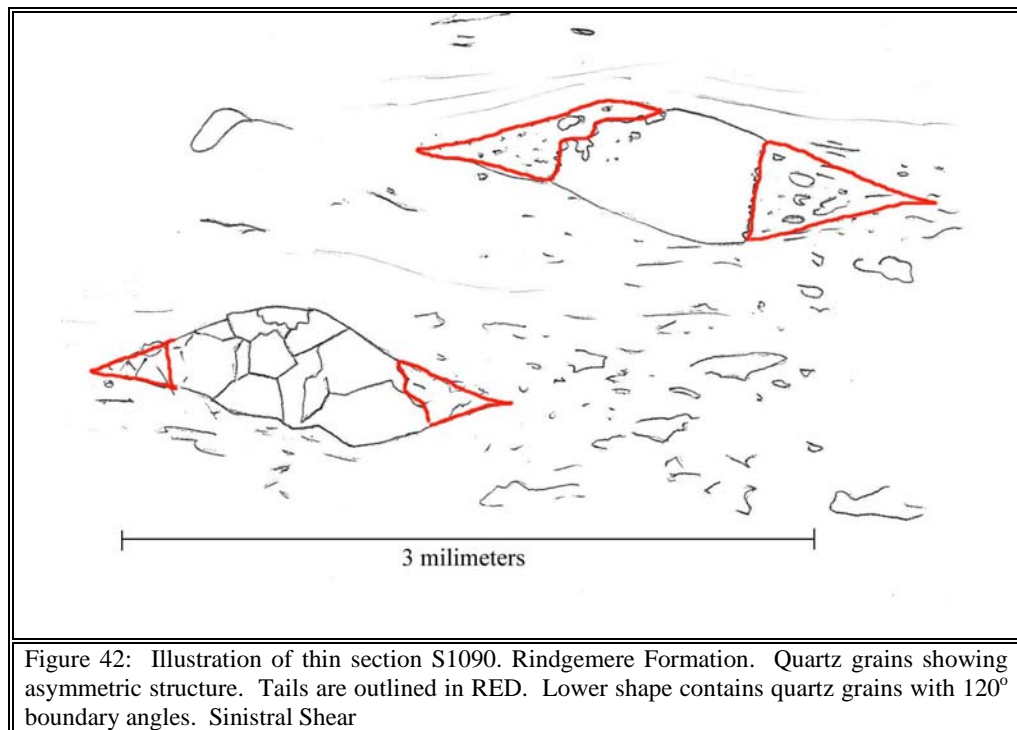 3 milimeters
Figure 42: Illustration of thin section S1090. Rindgemere Formation. Quartz grains showing
asymmetric structure. Tails are outlined in RED. Lower shape contains quartz grains with 120° 
boundary angles. Sinistral Shear